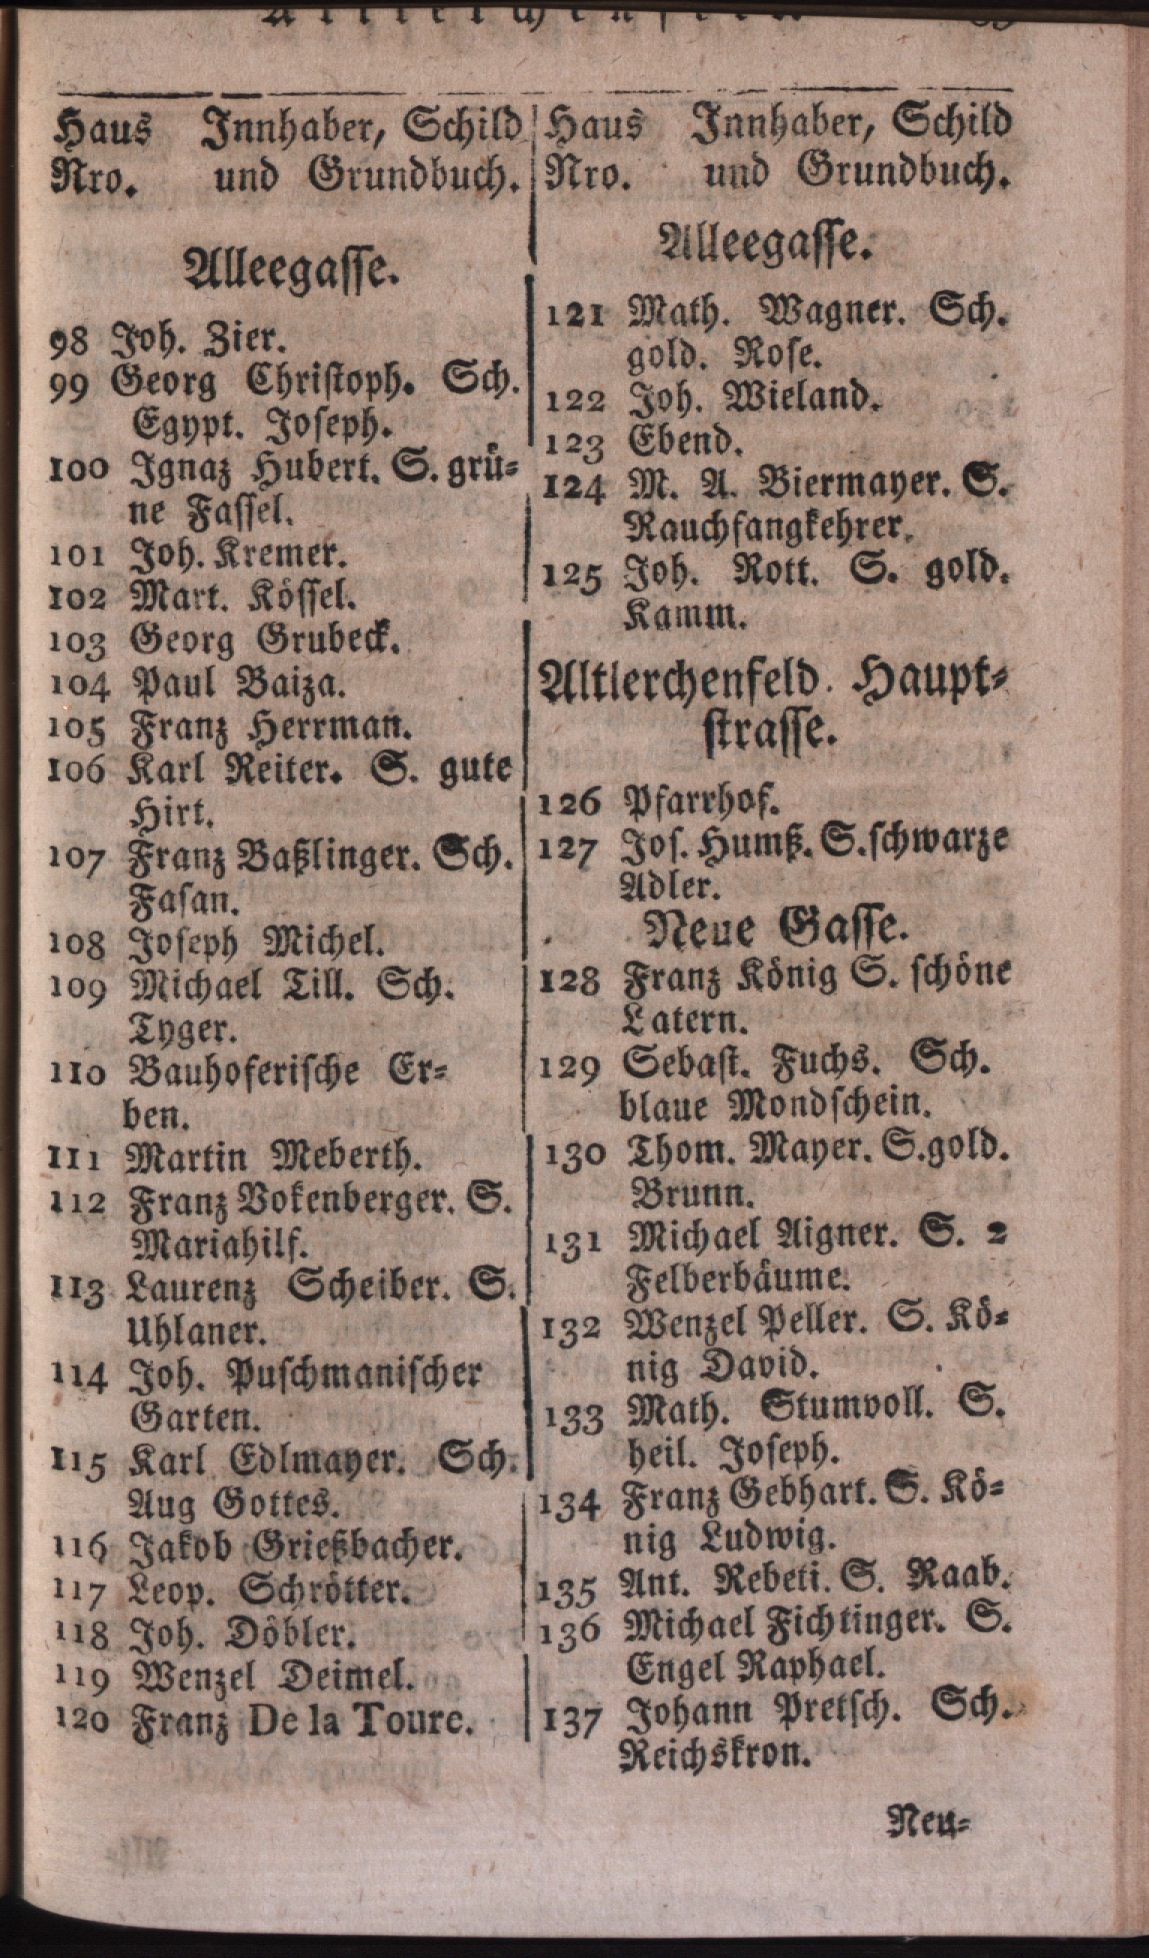 Haus Innhaber, Schild
Nro. und Grundbuch.
Alleegasse.
98 Joh. Zier.
99 Georg Christoph. Sch.
Egypt. Joseph.
100 Ignaz Hubert. S. grü-
ne Fassel.
101 Joh. Kremer.
102 Mart. Kössel.
103 Georg Grubeck.
104 Paul Baiza.
105 Franz Herrman.
106 Karl Reiter. S. gute
Hirt.
107 Franz Baßlinger. Sch.
Fasan.
108 Joseph Michel.
109 Michael Till. Sch.
Tyger.
110 Bauhoferische Er-
ben.
111 Martin Meberth.
112 Franz Vokenberger. S.
Mariahilf.
113 Laurenz Scheiber. S.
Uhlaner.
114 Joh. Puschmanischer
Garten.
115 Karl Edlmayer. Sch.
Aug Gottes.
116 Jakob Grießbacher.
117 Leop. Schrötter.
118 Joh. Döbler.
119 Wenzel Deimel.
120 Franz De la Toure.
Haus Innhaber, Schild
Nro. und Grundbuch.
Alleegasse.
121 Math. Wagner. Sch.
gold. Rose.
122 Joh. Wieland.
123 Ebend.
124 M. A. Biermayer. S.
Rauchfangkehrer.
125 Joh. Rott. S. gold.
Kamm.
Altlerchenfeld. Haupt-
strasse.
126 Pfarrhof.
127 Jos. Humß. S. schwarze
Adler.
Neue Gasse.
128 Franz König S. schöne
Latern.
129 Sebast. Fuchs. Sch.
blaue Mondschein.
130 Thom. Mayer. S. gold.
Brunn.
131 Michael Aigner. S. 2
Felberbäume.
132 Wenzel Peller. S. Kö-
nig David.
133 Math. Stumvoll. S.
heil. Joseph.
134 Franz Gebhart. S. Kö-
nig Ludwig.
135 Ant. Rebeti. S. Raab.
136 Michael Fichtinger. S.
Engel Raphael.
137 Johann Pretsch. Sch.
Reichskron.
Neu-